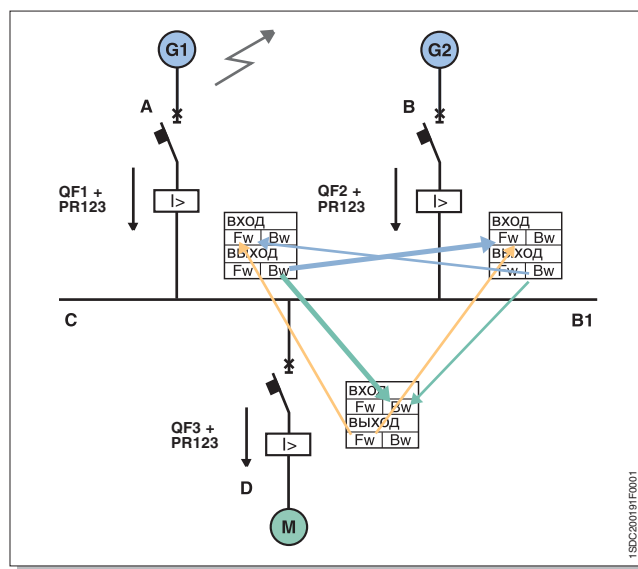 G1
G2
A
B
QF1 +
PR123
I>
QF2 +
PR123
I>
ВХОД
Fw Bw
ВЫХОД
Fw Bw
ВХОД
Fw Bw
ВЫХОД
Fw Bw
C
B1
QF3 +
PR123
I>
ВХОД
Fw Bw
ВЫХОД
Fw Bw
D
M
1SDC200191F0001